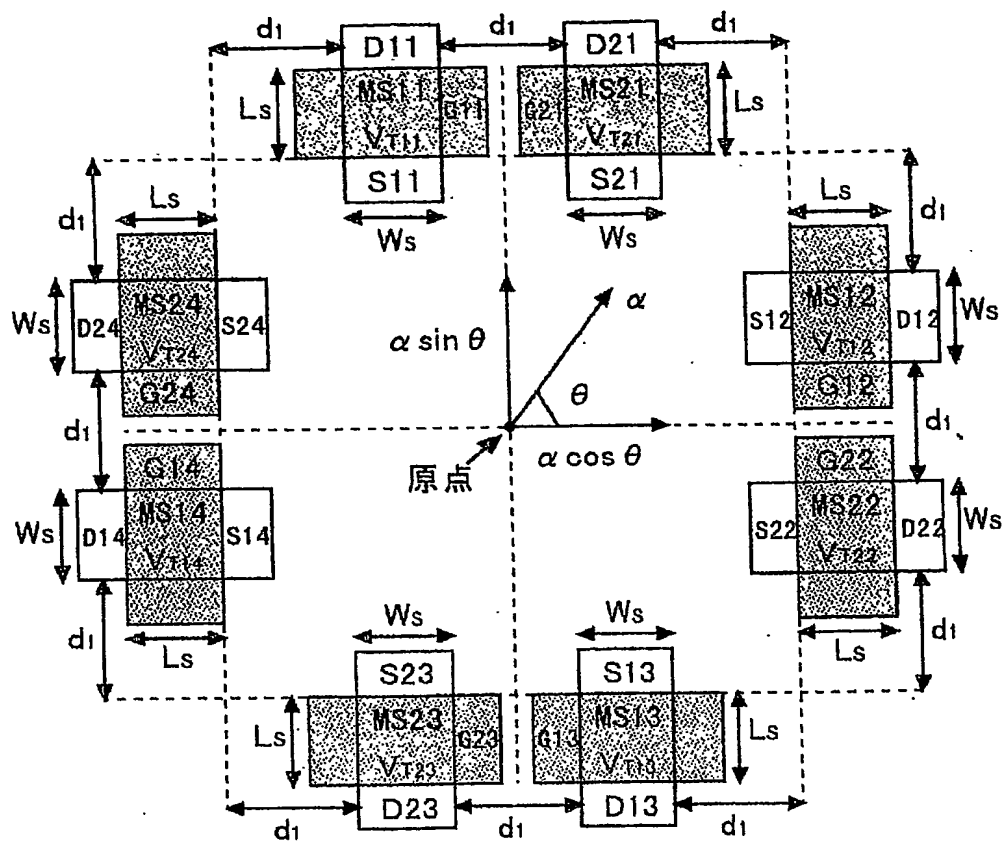 d1 d1 d1
D11 D21
Ls MS11 G11 G21 MS21 Ls
VT11 VT21
S11 S21
Ws Ws
d1 Ls Ls d1
Ws D24 MS24 S24 S12 MS12 D12 Ws
VT24 VT12
G24 G12
α sin θ α
θ
α cos θ
原点
d1 d1
G14 G22
Ws D14 MS14 S14 S22 MS22 D22 Ws
VT14 VT22
d1 Ls Ls d1
Ws Ws
S23 S13
Ls MS23 G23 G13 MS13 Ls
VT23 VT13
D23 D13
d1 d1 d1